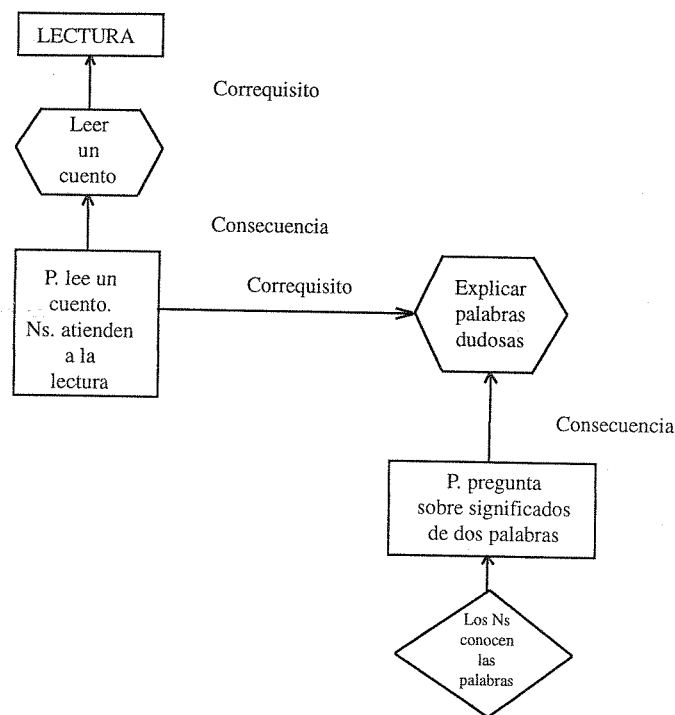 LECTURA
Correquisito
Leer
un
cuento
Consecuencia
P. lee un
cuento.
Ns. atienden
a la
lectura
Correquisito
Explicar
palabras
dudosas
Consecuencia
P. pregunta
sobre significados
de dos palabras
Los Ns
conocen
las
palabras